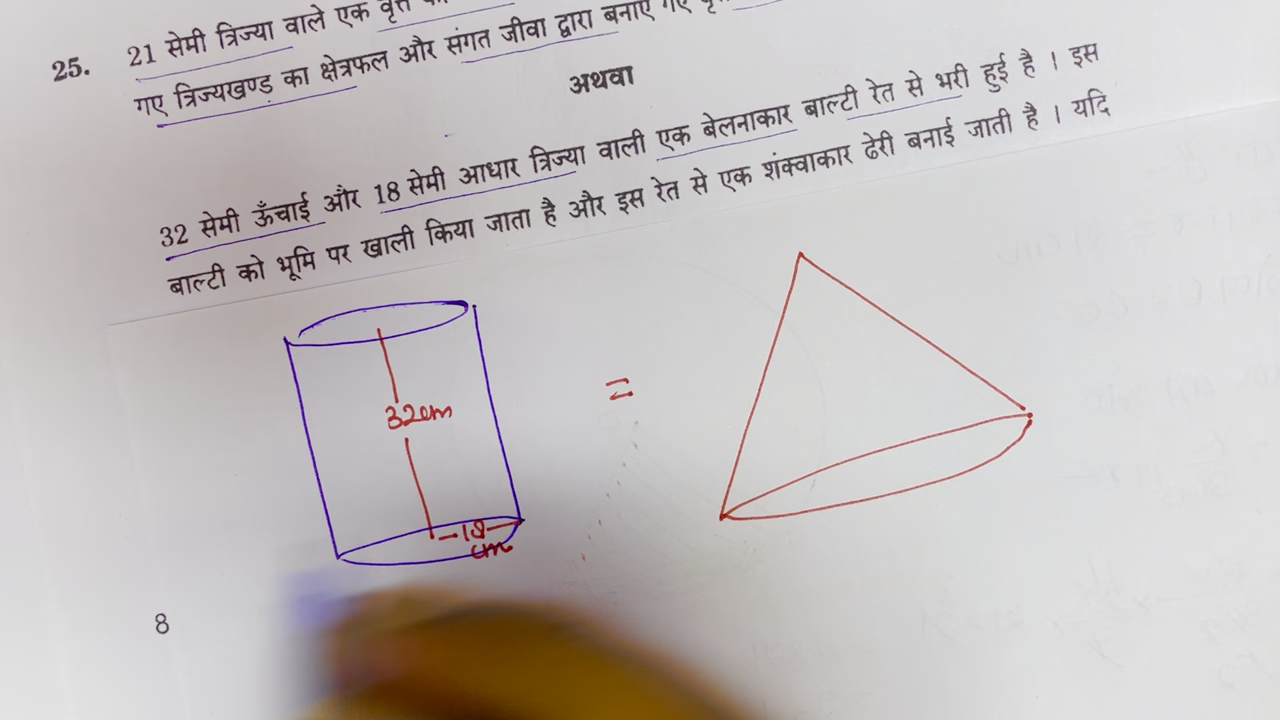 25. 21 सेमी त्रिज्या वाले एक वृत्त
गए त्रिज्यखण्ड का क्षेत्रफल और संगत जीवा द्वारा बनाए गए
अथवा
32 सेमी ऊँचाई और 18 सेमी आधार त्रिज्या वाली एक बेलनाकार बाल्टी रेत से भरी हुई है । इस
बाल्टी को भूमि पर खाली किया जाता है और इस रेत से एक शंक्वाकार ढेरी बनाई जाती है । यदि
32cm
=
18
cm
8